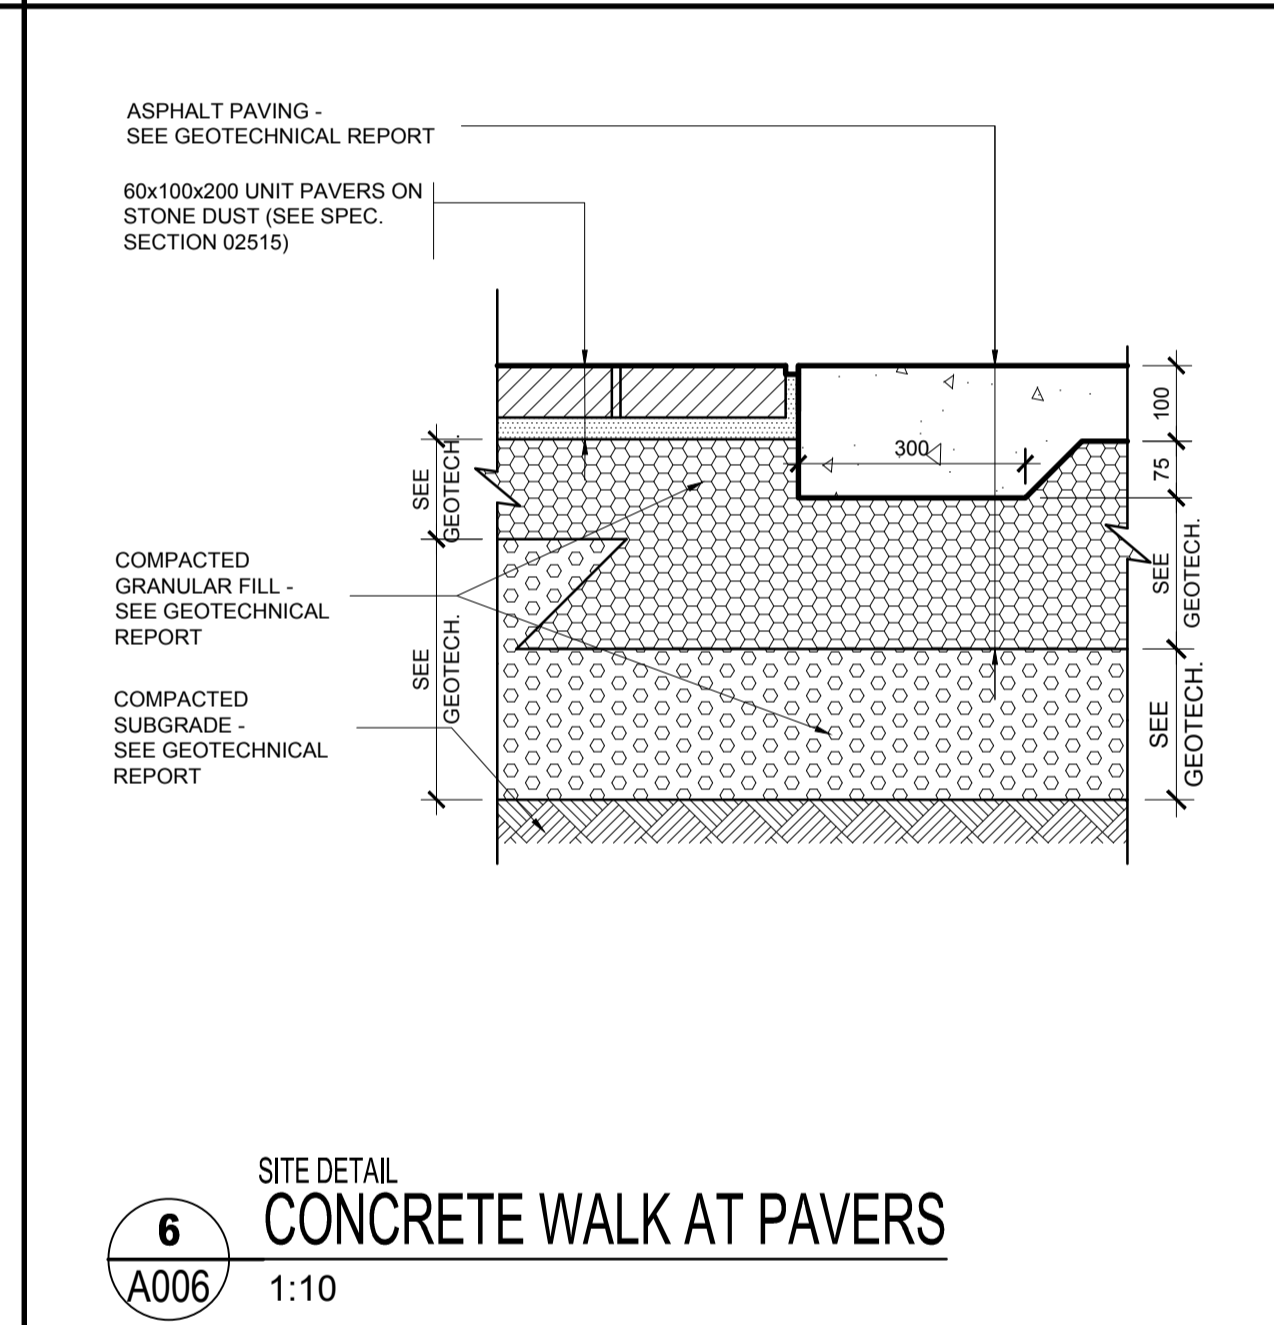 ASPHALT PAVING -
SEE GEOTECHNICAL REPORT
60x100x200 UNIT PAVERS ON
STONE DUST (SEE SPEC.
SECTION 02515)
100
75
300
SEE
GEOTECH.
SEE
GEOTECH.
SEE
GEOTECH.
SEE
GEOTECH.
COMPACTED
GRANULAR FILL -
SEE GEOTECHNICAL
REPORT
COMPACTED
SUBGRADE -
SEE GEOTECHNICAL
REPORT
SITE DETAIL
CONCRETE WALK AT PAVERS
6
A006
1:10